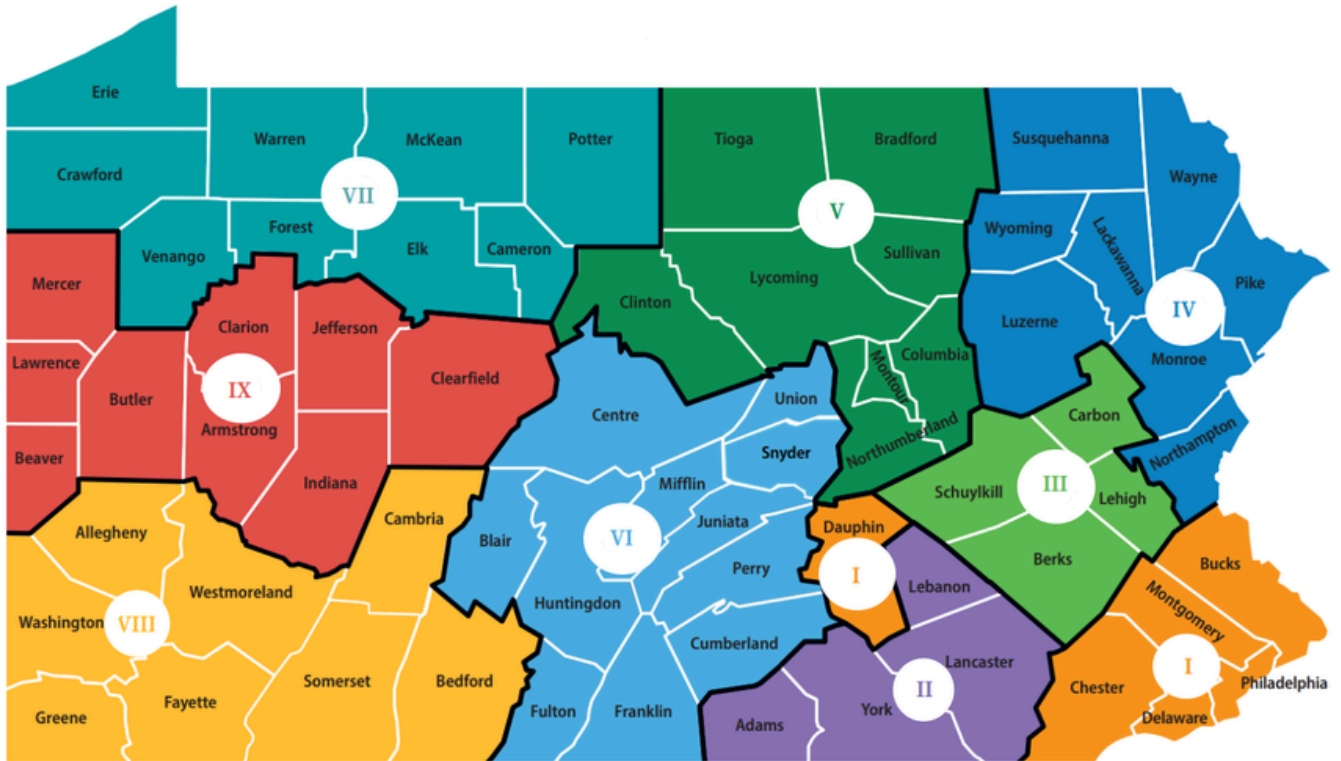 Erie
Warren
McKean
Potter
Tioga
Bradford
Susquehanna
Crawford
Wayne
VII
V
Forest
Wyoming
Lackawanna
Venango
Elk
Cameron
Sullivan
Mercer
Lycoming
Pike
Clinton
IV
Clarion
Jefferson
Luzerne
Lawrence
Columbia
Monroe
Montour
Clearfield
IX
Butler
Union
Centre
Carbon
Armstrong
Northumberland
Northampton
Beaver
Snyder
Indiana
Mifflin
III
Schuylkill
Lehigh
Cambria
Juniata
Allegheny
Dauphin
Blair
VI
Berks
Bucks
Perry
I
Lebanon
Westmoreland
Huntingdon
Montgomery
Washington
VIII
Cumberland
Lancaster
I
Somerset
Bedford
Chester
Philadelphia
II
Fayette
York
Greene
Fulton
Franklin
Adams
Delaware